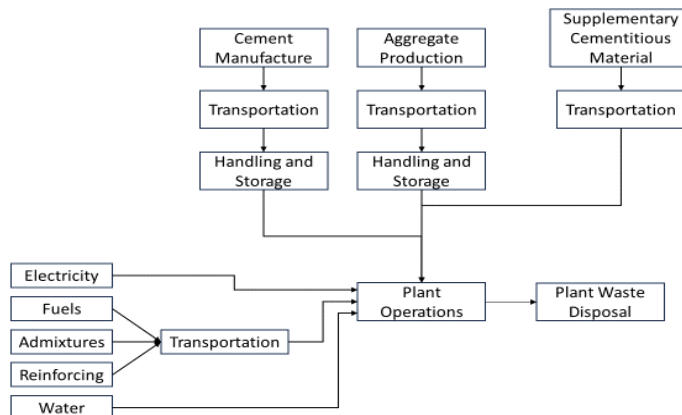 Cement
Manufacture
Aggregate
Production
Supplementary
Cementitious
Material
Transportation
Transportation
Transportation
Handling and
Storage
Handling and
Storage
Electricity
Fuels
Admixtures
Reinforcing
Water
Transportation
Plant
Operations
Plant Waste
Disposal